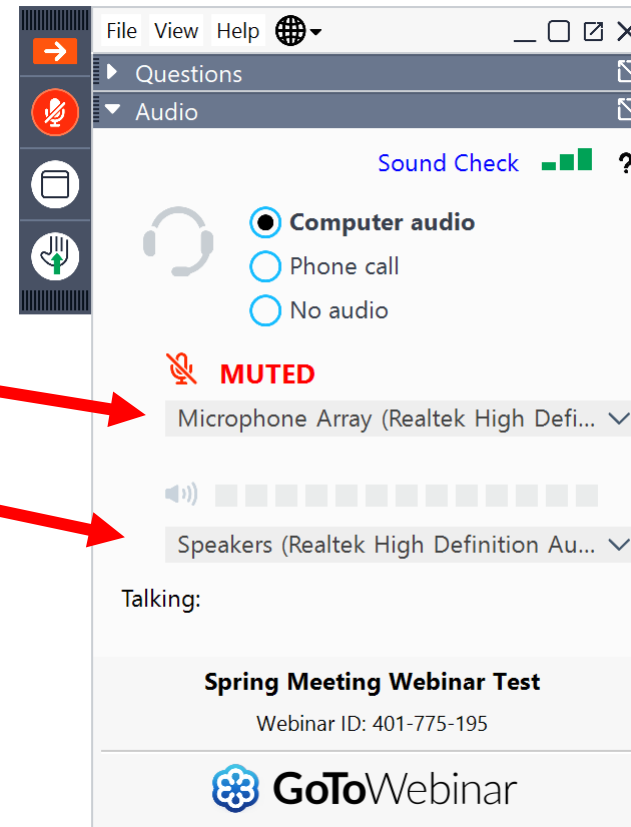 File View Help
Questions
Audio
Sound Check ?
Computer audio
Phone call
No audio
MUTED
Microphone Array (Realtek High Defi...
Speakers (Realtek High Definition Au...
Talking:
Spring Meeting Webinar Test
Webinar ID: 401-775-195
GoToWebinar